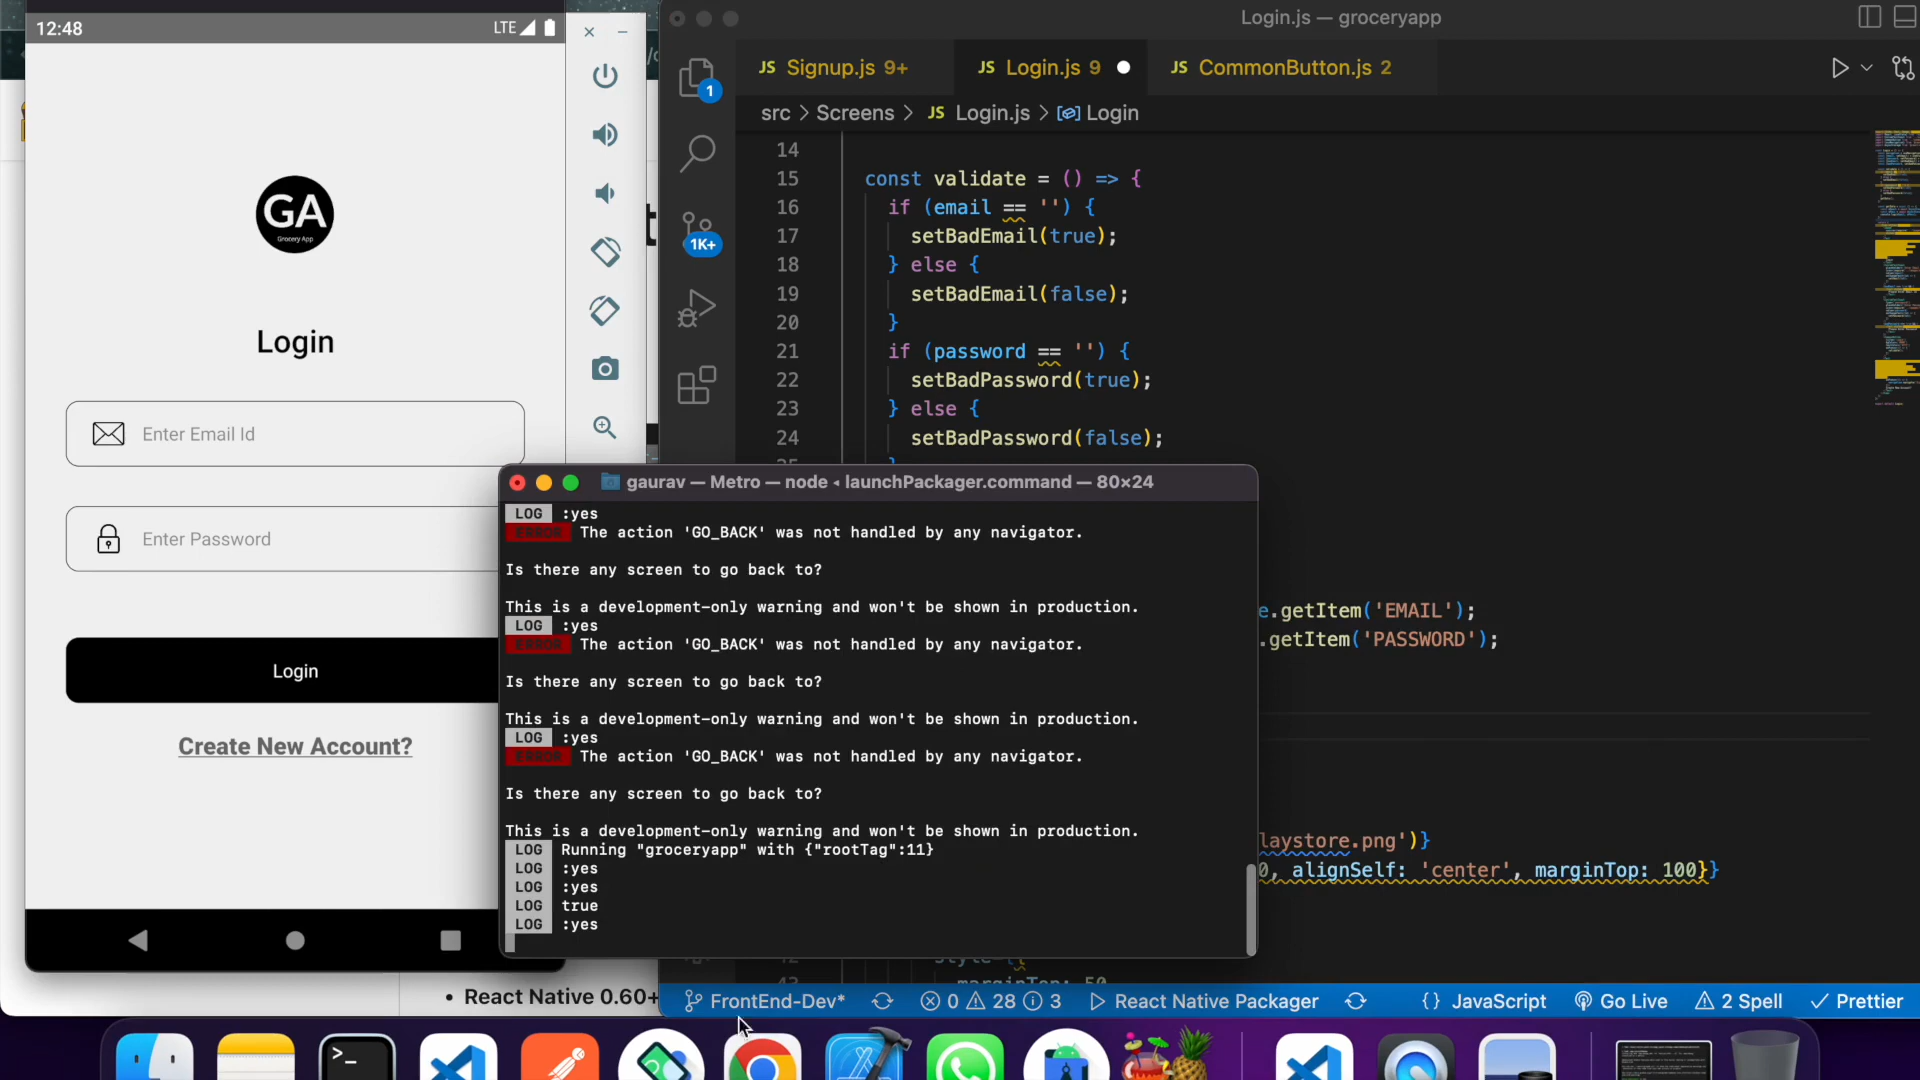 12:48
LTE
GA
Grocery App
Login
Enter Email Id
Enter Password
Login
Create New Account?
Login.js — groceryapp
JS Signup.js 9+
JS Login.js 9
JS CommonButton.js 2
1
1K+
src > Screens > JS Login.js > Login
14
15 const validate = () => {
16 if (email == '') {
17 setBadEmail(true);
18 } else {
19 setBadEmail(false);
20 }
21 if (password == '') {
22 setBadPassword(true);
23 } else {
24 setBadPassword(false);
e.getItem('EMAIL');
.getItem('PASSWORD');
laystore.png')}
0, alignSelf: 'center', marginTop: 100}}
style={{
marginTop: 50
gaurav — Metro — node ◂ launchPackager.command — 80×24
LOG :yes
ERROR The action 'GO_BACK' was not handled by any navigator.
Is there any screen to go back to?
This is a development-only warning and won't be shown in production.
LOG :yes
ERROR The action 'GO_BACK' was not handled by any navigator.
Is there any screen to go back to?
This is a development-only warning and won't be shown in production.
LOG :yes
ERROR The action 'GO_BACK' was not handled by any navigator.
Is there any screen to go back to?
This is a development-only warning and won't be shown in production.
LOG Running "groceryapp" with {"rootTag":11}
LOG :yes
LOG :yes
LOG true
LOG :yes
• React Native 0.60+
FrontEnd-Dev* 0 28 3 React Native Packager {} JavaScript Go Live 2 Spell Prettier